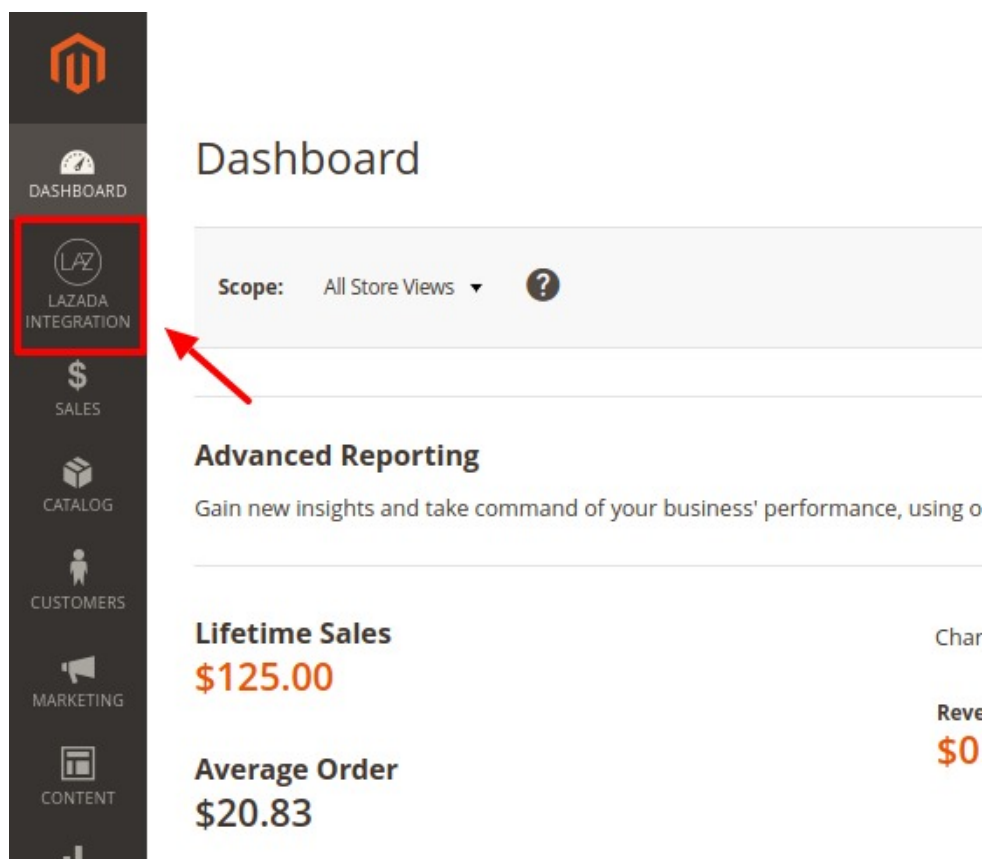 DASHBOARD
LAZ
LAZADA
INTEGRATION
$
SALES
CATALOG
CUSTOMERS
MARKETING
CONTENT
Dashboard
Scope: All Store Views ?
Advanced Reporting
Gain new insights and take command of your business' performance, using o
Lifetime Sales
$125.00
Average Order
$20.83
Char
Reve
$0